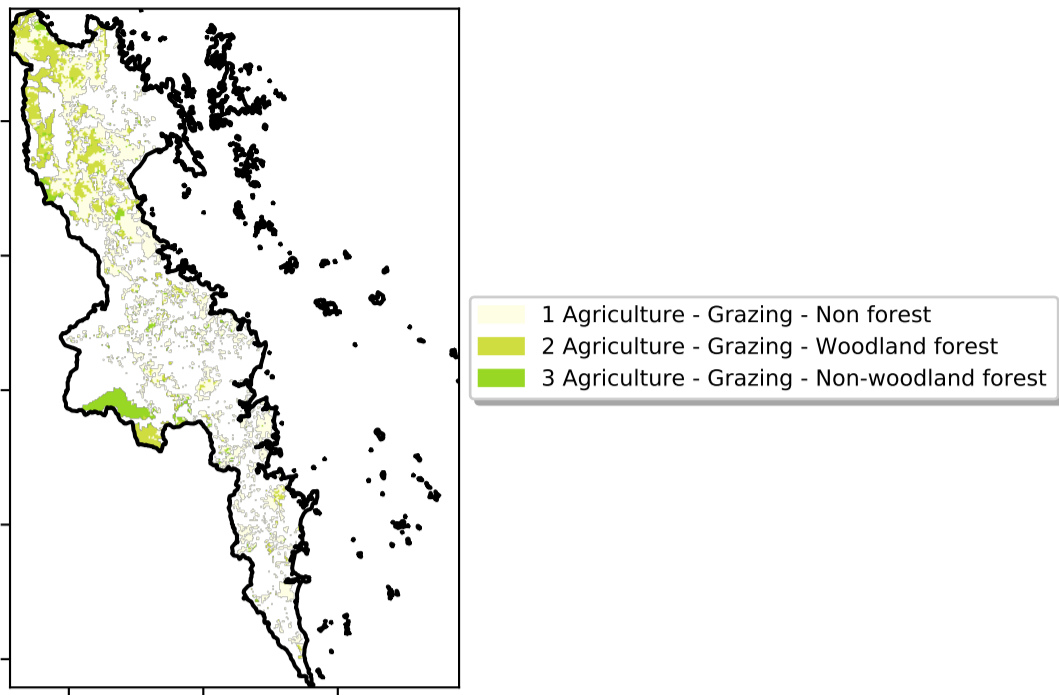 1 Agriculture - Grazing - Non forest
2 Agriculture - Grazing - Woodland forest
3 Agriculture - Grazing - Non-woodland forest